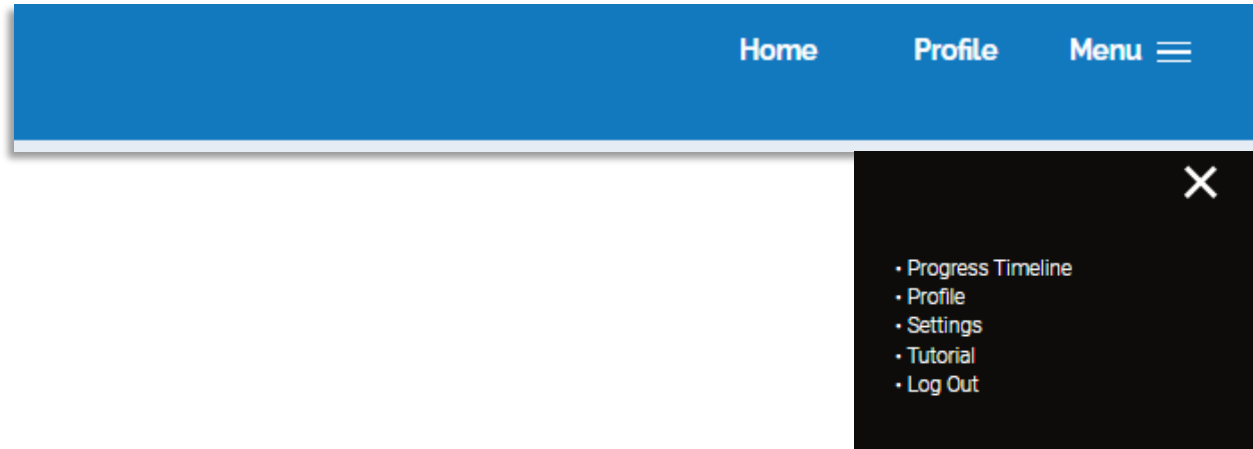 Home Profile Menu
• Progress Timeline
• Profile
• Settings
• Tutorial
• Log Out